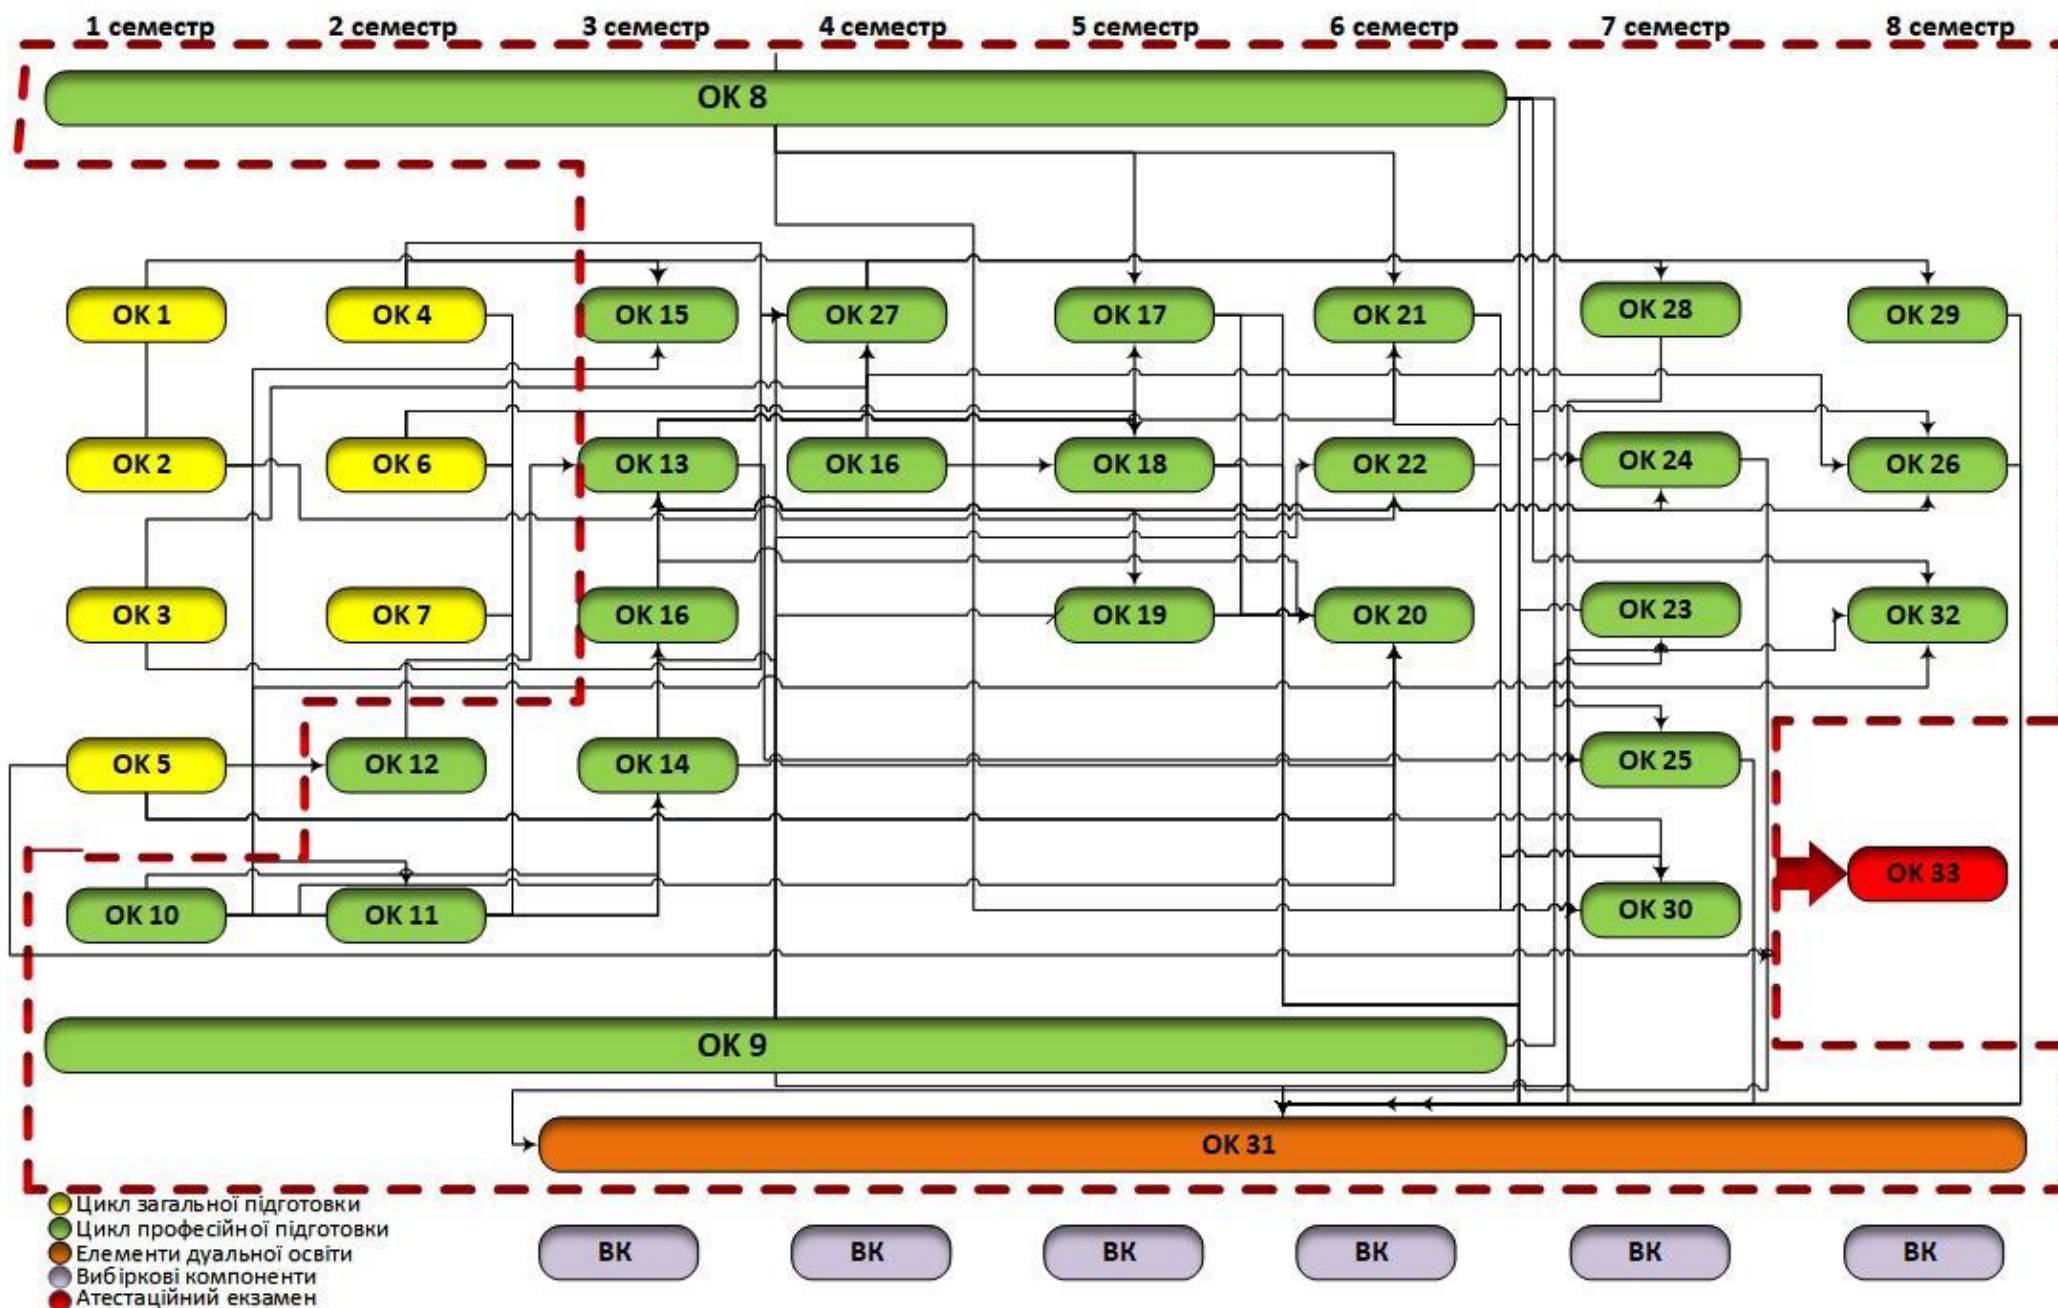 1 семестр 2 семестр 3 семестр 4 семестр 5 семестр 6 семестр 7 семестр 8 семестр
ОК 8
ОК 1 ОК 4 ОК 15 ОК 27 ОК 17 ОК 21 ОК 28 ОК 29
ОК 2 ОК 6 ОК 13 ОК 16 ОК 18 ОК 22 ОК 24 ОК 26
ОК 3 ОК 7 ОК 16 ОК 19 ОК 20 ОК 23 ОК 32
ОК 5 ОК 12 ОК 14 ОК 25
ОК 33
ОК 10 ОК 11 ОК 30
ОК 9
ОК 31
Цикл загальної підготовки
Цикл професійної підготовки
Елементи дуальної освіти
Вибіркові компоненти
Атестаційний екзамен
ВК ВК ВК ВК ВК ВК